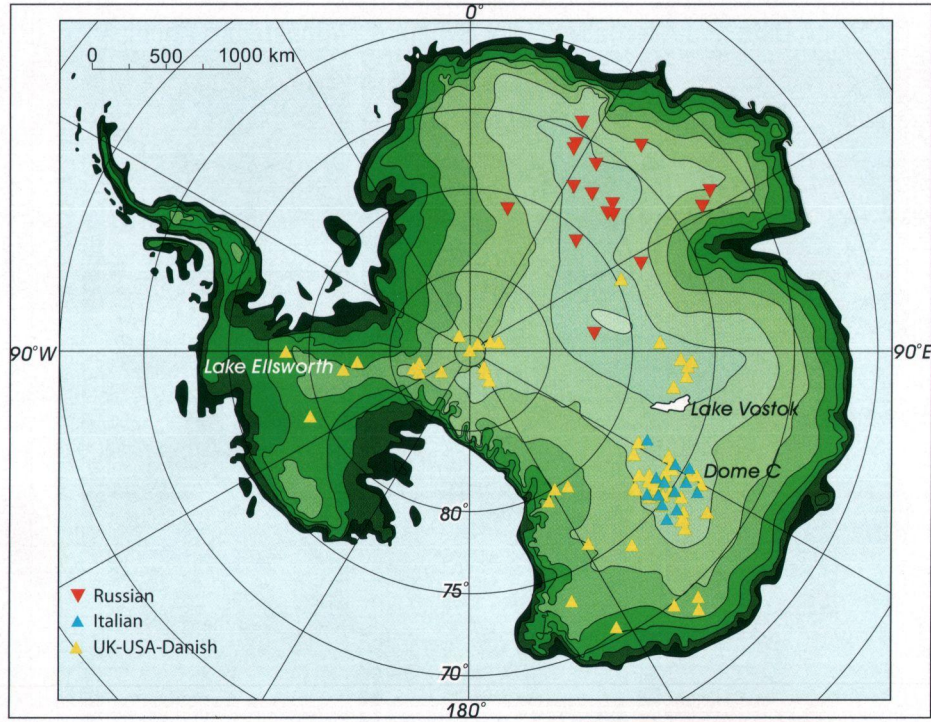 0°
0 500 1000 km
90°W
90°E
Lake Ellsworth
Lake Vostok
Dome C
80°
75°
70°
180°
Russian
Italian
UK-USA-Danish